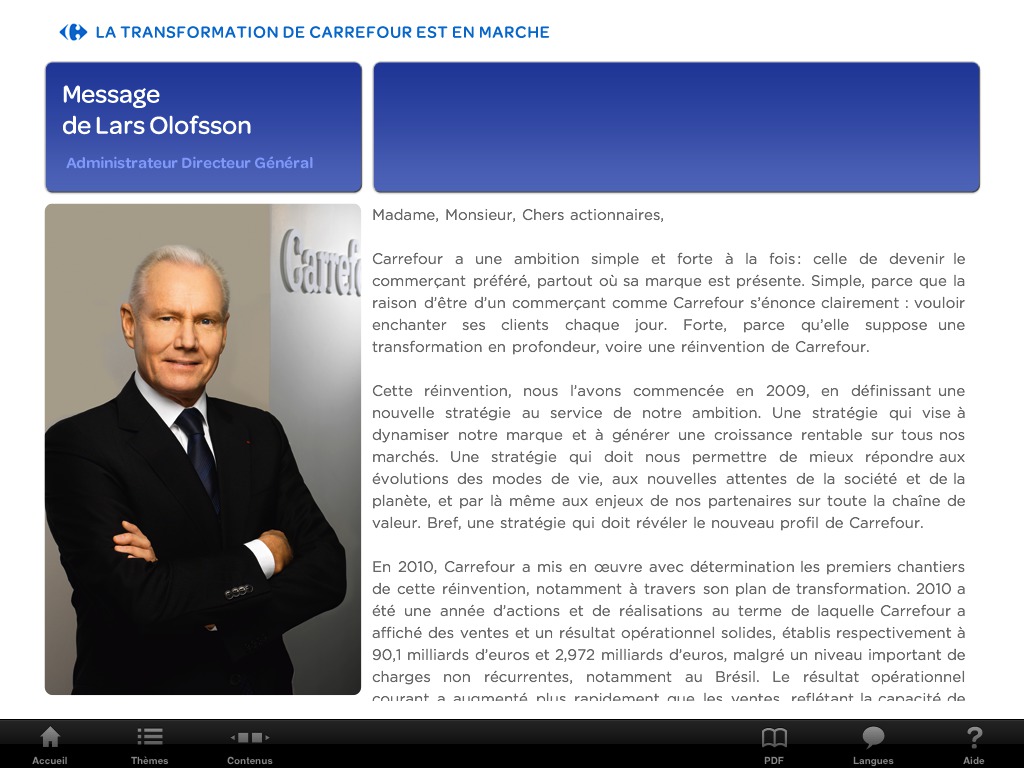 LA TRANSFORMATION DE CARREFOUR EST EN MARCHE
Message
de Lars Olofsson
Administrateur Directeur Général
Carref
Madame, Monsieur, Chers actionnaires,
Carrefour a une ambition simple et forte à la fois: celle de devenir le
commerçant préféré, partout où sa marque est présente. Simple, parce que la
raison d’être d’un commerçant comme Carrefour s’énonce clairement : vouloir
enchanter ses clients chaque jour. Forte, parce qu’elle suppose une
transformation en profondeur, voire une réinvention de Carrefour.
Cette réinvention, nous l’avons commencée en 2009, en définissant une
nouvelle stratégie au service de notre ambition. Une stratégie qui vise à
dynamiser notre marque et à générer une croissance rentable sur tous nos
marchés. Une stratégie qui doit nous permettre de mieux répondre aux
évolutions des modes de vie, aux nouvelles attentes de la société et de la
planète, et par là même aux enjeux de nos partenaires sur toute la chaîne de
valeur. Bref, une stratégie qui doit révéler le nouveau profil de Carrefour.
En 2010, Carrefour a mis en œuvre avec détermination les premiers chantiers
de cette réinvention, notamment à travers son plan de transformation. 2010 a
été une année d’actions et de réalisations au terme de laquelle Carrefour a
affiché des ventes et un résultat opérationnel solides, établis respectivement à
90,1 milliards d’euros et 2,972 milliards d’euros, malgré un niveau important de
charges non récurrentes, notamment au Brésil. Le résultat opérationnel
courant a augmenté plus rapidement que les ventes, reflétant la capacité de
Accueil
Thèmes
Contenus
PDF
Langues
Aide